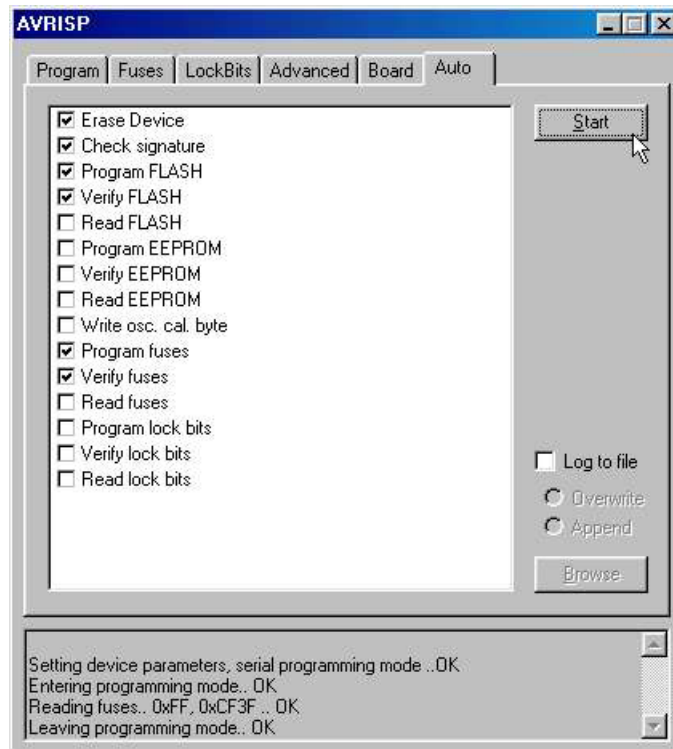 AVRISP
Program Fuses LockBits Advanced Board Auto
Erase Device
Check signature
Program FLASH
Verify FLASH
Read FLASH
Program EEPROM
Verify EEPROM
Read EEPROM
Write osc. cal. byte
Program fuses
Verify fuses
Read fuses
Program lock bits
Verify lock bits
Read lock bits
Start
Log to file
Overwrite
Append
Browse
Setting device parameters, serial programming mode ..OK
Entering programming mode.. OK
Reading fuses.. 0xFF, 0xCF3F .. OK
Leaving programming mode.. OK